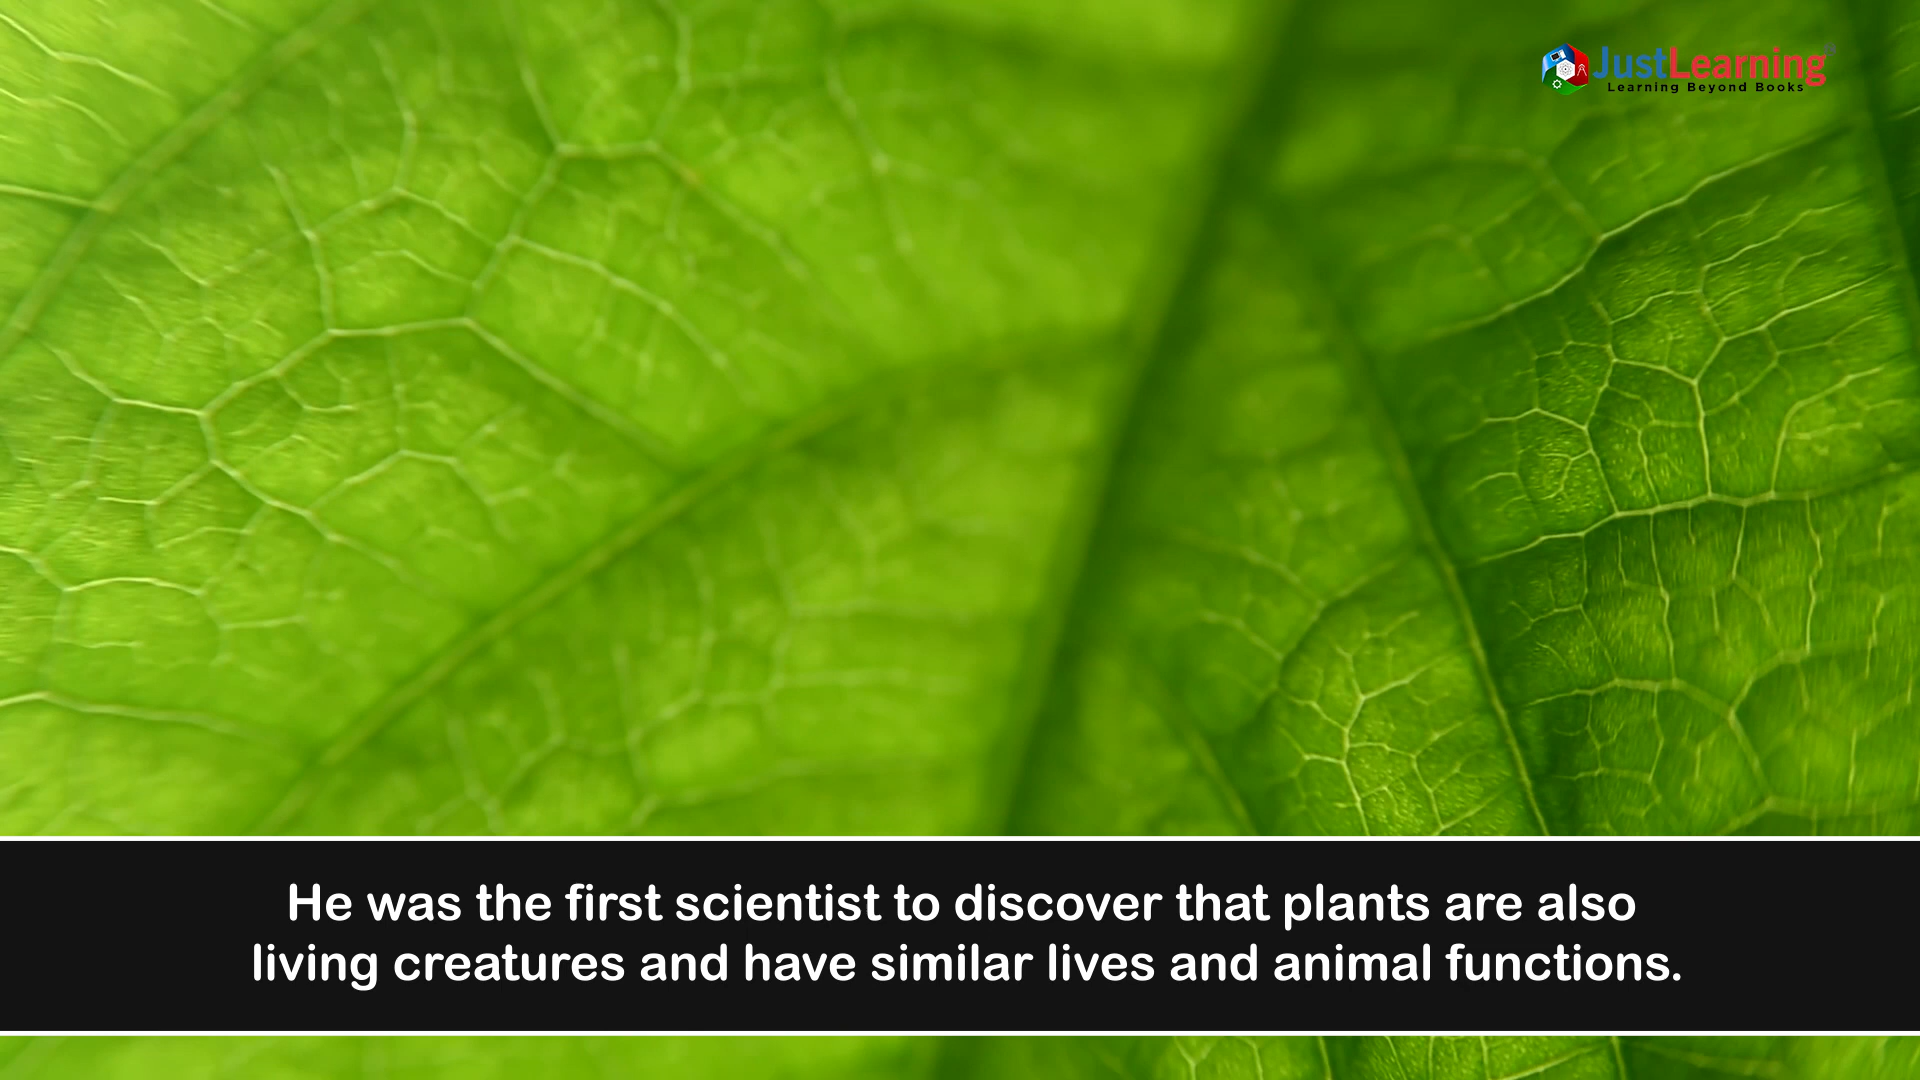 JustLearning
Learning Beyond Books
He was the first scientist to discover that plants are also
living creatures and have similar lives and animal functions.